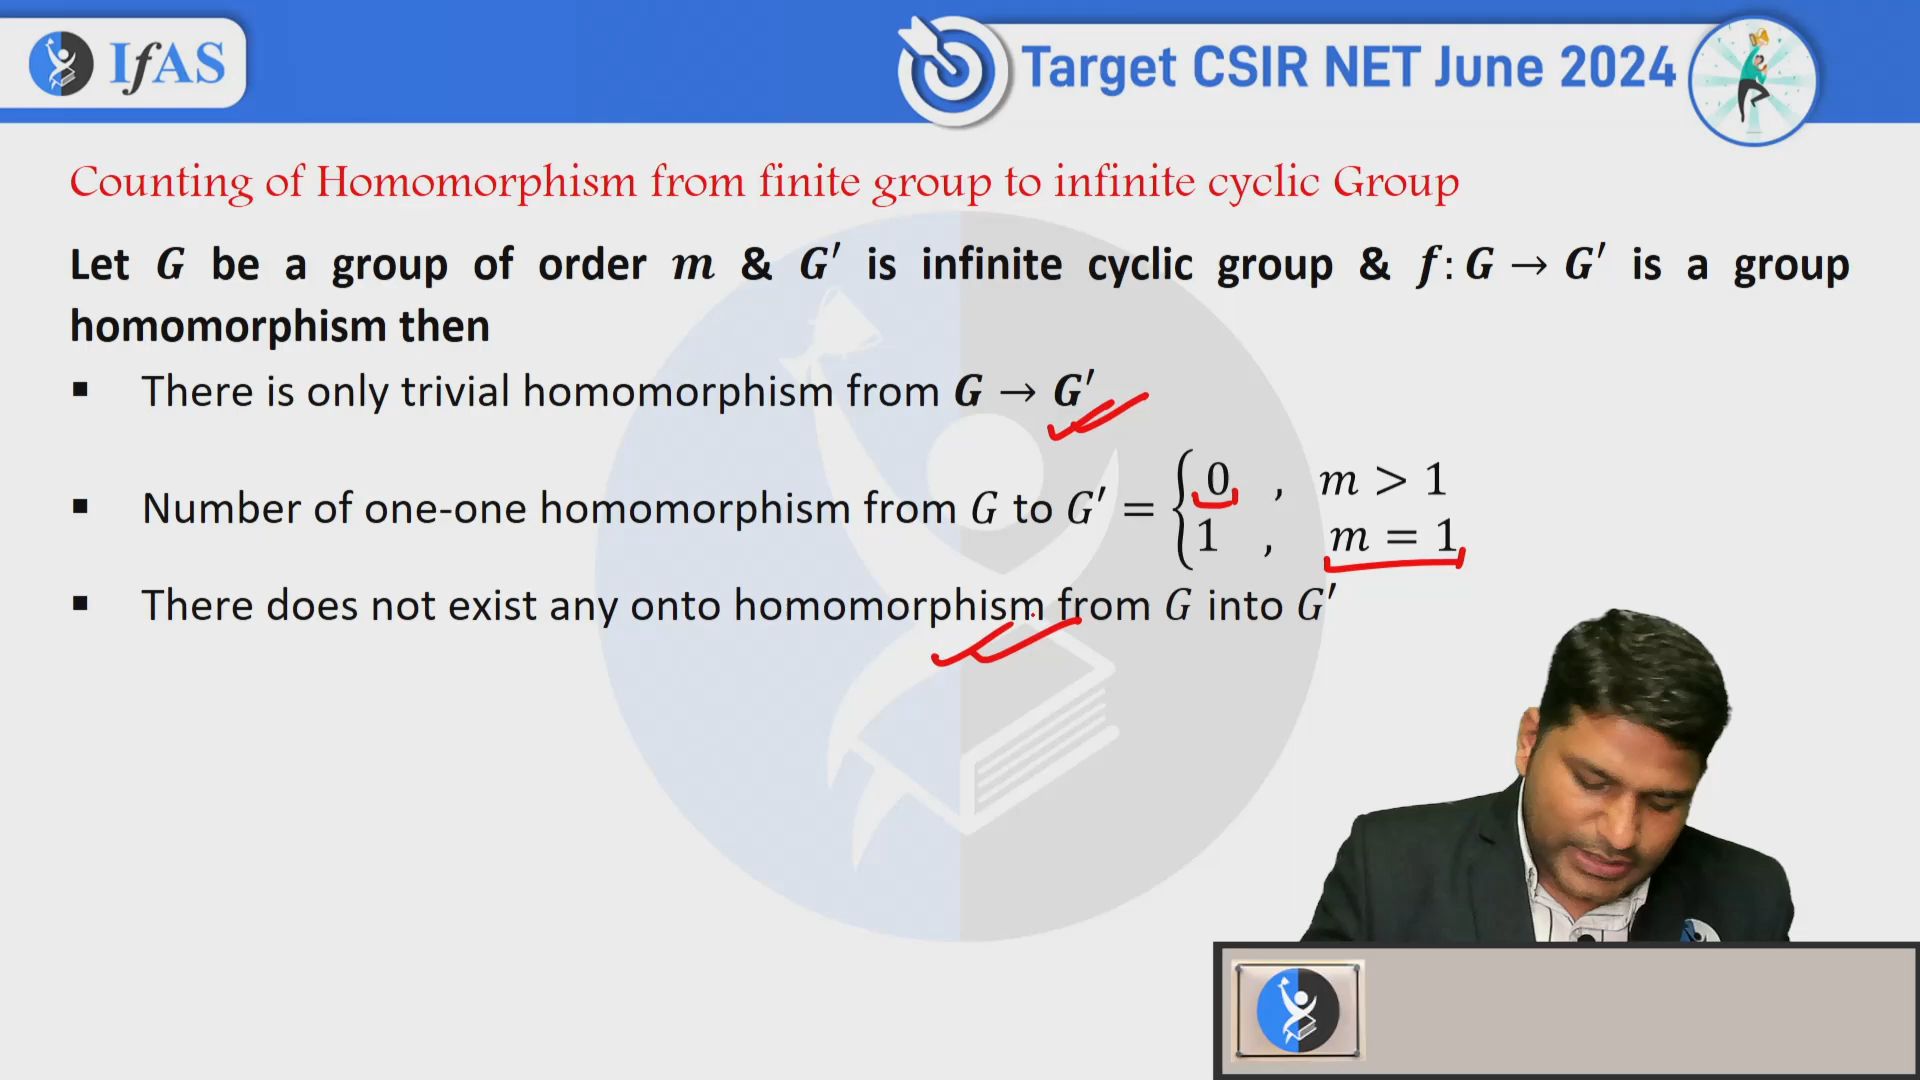 IfAS
Target CSIR NET June 2024
Counting of Homomorphism from finite group to infinite cyclic Group
Let G be a group of order m & G′ is infinite cyclic group & f: G → G′ is a group
homomorphism then
▪ There is only trivial homomorphism from G → G′
▪ Number of one-one homomorphism from G to G′ = { 0 , m > 1
1 , m = 1
▪ There does not exist any onto homomorphism from G into G′